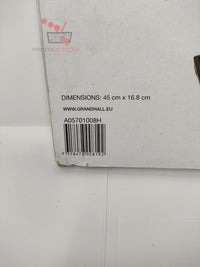 DIMENSIONS: 45 cm x 16.8 cm
WWW.GRANDHALL.EU
A05701008H